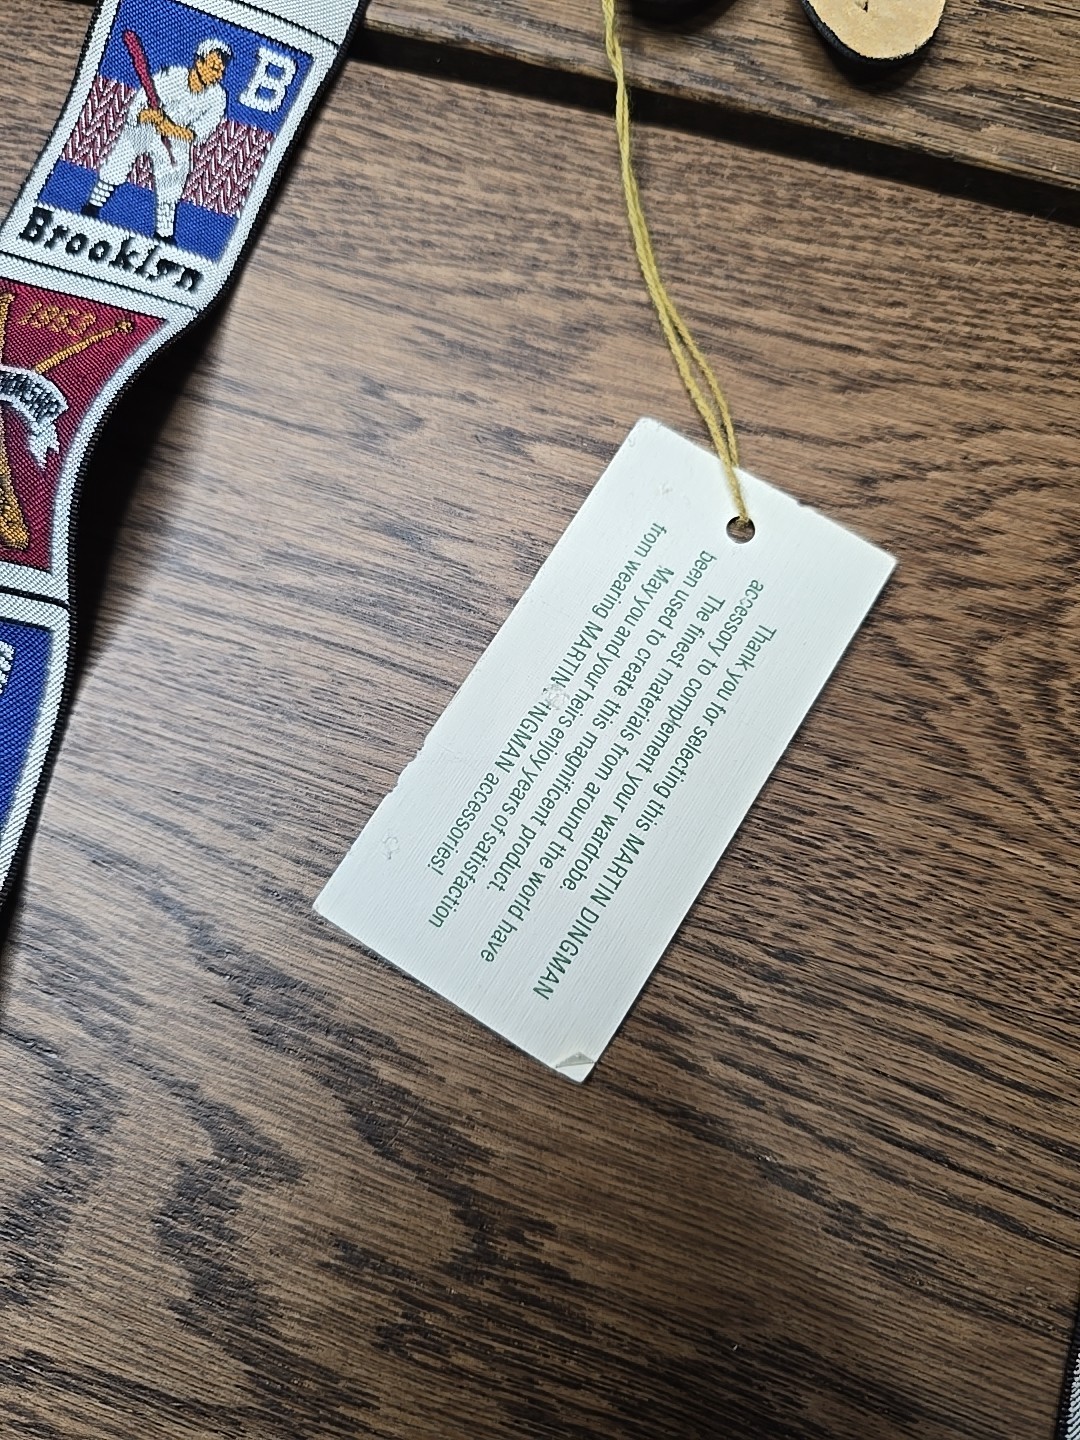 B
Brooklyn
1963
Thank you for selecting this MARTIN DINGMAN
accessory to complement your wardrobe.
The finest materials from around the world have
been used to create this magnificent product.
May you and your heirs enjoy years of satisfaction
from wearing MARTIN INGMAN accessories!